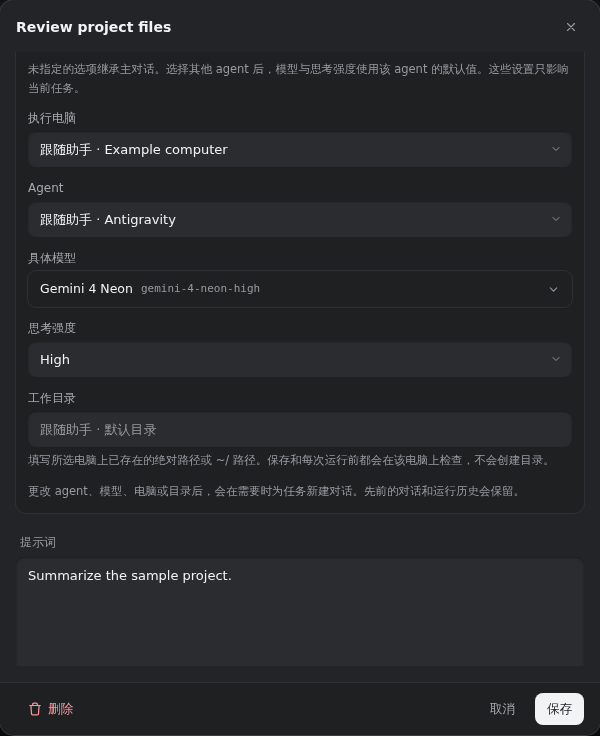 Review project files
未指定的选项继承主对话。选择其他 agent 后，模型与思考强度使用该 agent 的默认值。这些设置只影响
当前任务。
执行电脑
跟随助手 · Example computer
Agent
跟随助手 · Antigravity
具体模型
Gemini 4 Neon gemini-4-neon-high
思考强度
High
工作目录
跟随助手 · 默认目录
填写所选电脑上已存在的绝对路径或 ~/ 路径。保存和每次运行前都会在该电脑上检查，不会创建目录。
更改 agent、模型、电脑或目录后，会在需要时为任务新建对话。先前的对话和运行历史会保留。
提示词
Summarize the sample project.
删除
取消
保存